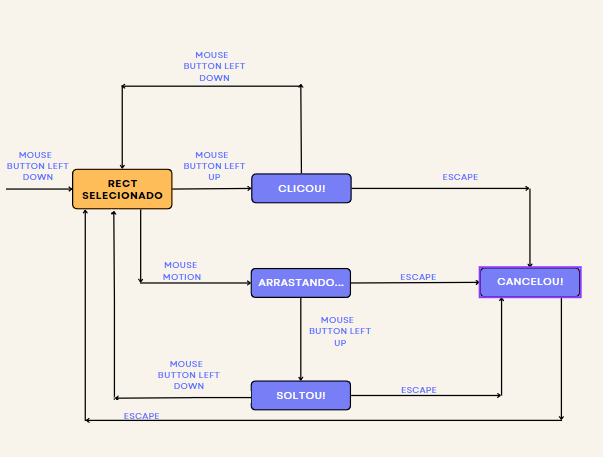 MOUSE
BUTTON LEFT
DOWN
MOUSE
BUTTON LEFT
DOWN
MOUSE
BUTTON LEFT
UP
ESCAPE
RECT
SELECIONADO
CLICOU!
MOUSE
MOTION
ARRASTANDO...
ESCAPE
CANCELOU!
MOUSE
BUTTON LEFT
UP
MOUSE
BUTTON LEFT
DOWN
SOLTOU!
ESCAPE
ESCAPE